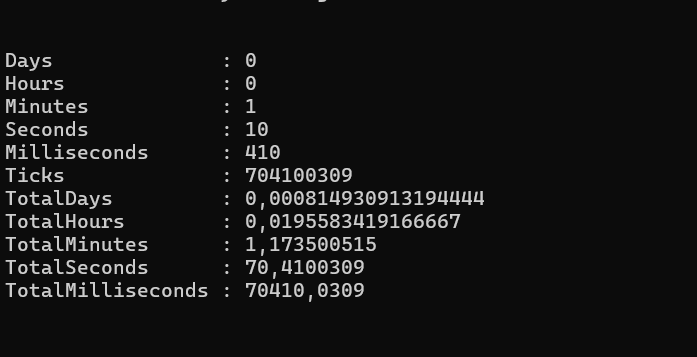 Days : 0
Hours : 0
Minutes : 1
Seconds : 10
Milliseconds : 410
Ticks : 704100309
TotalDays : 0,000814930913194444
TotalHours : 0,0195583419166667
TotalMinutes : 1,173500515
TotalSeconds : 70,4100309
TotalMilliseconds : 70410,0309